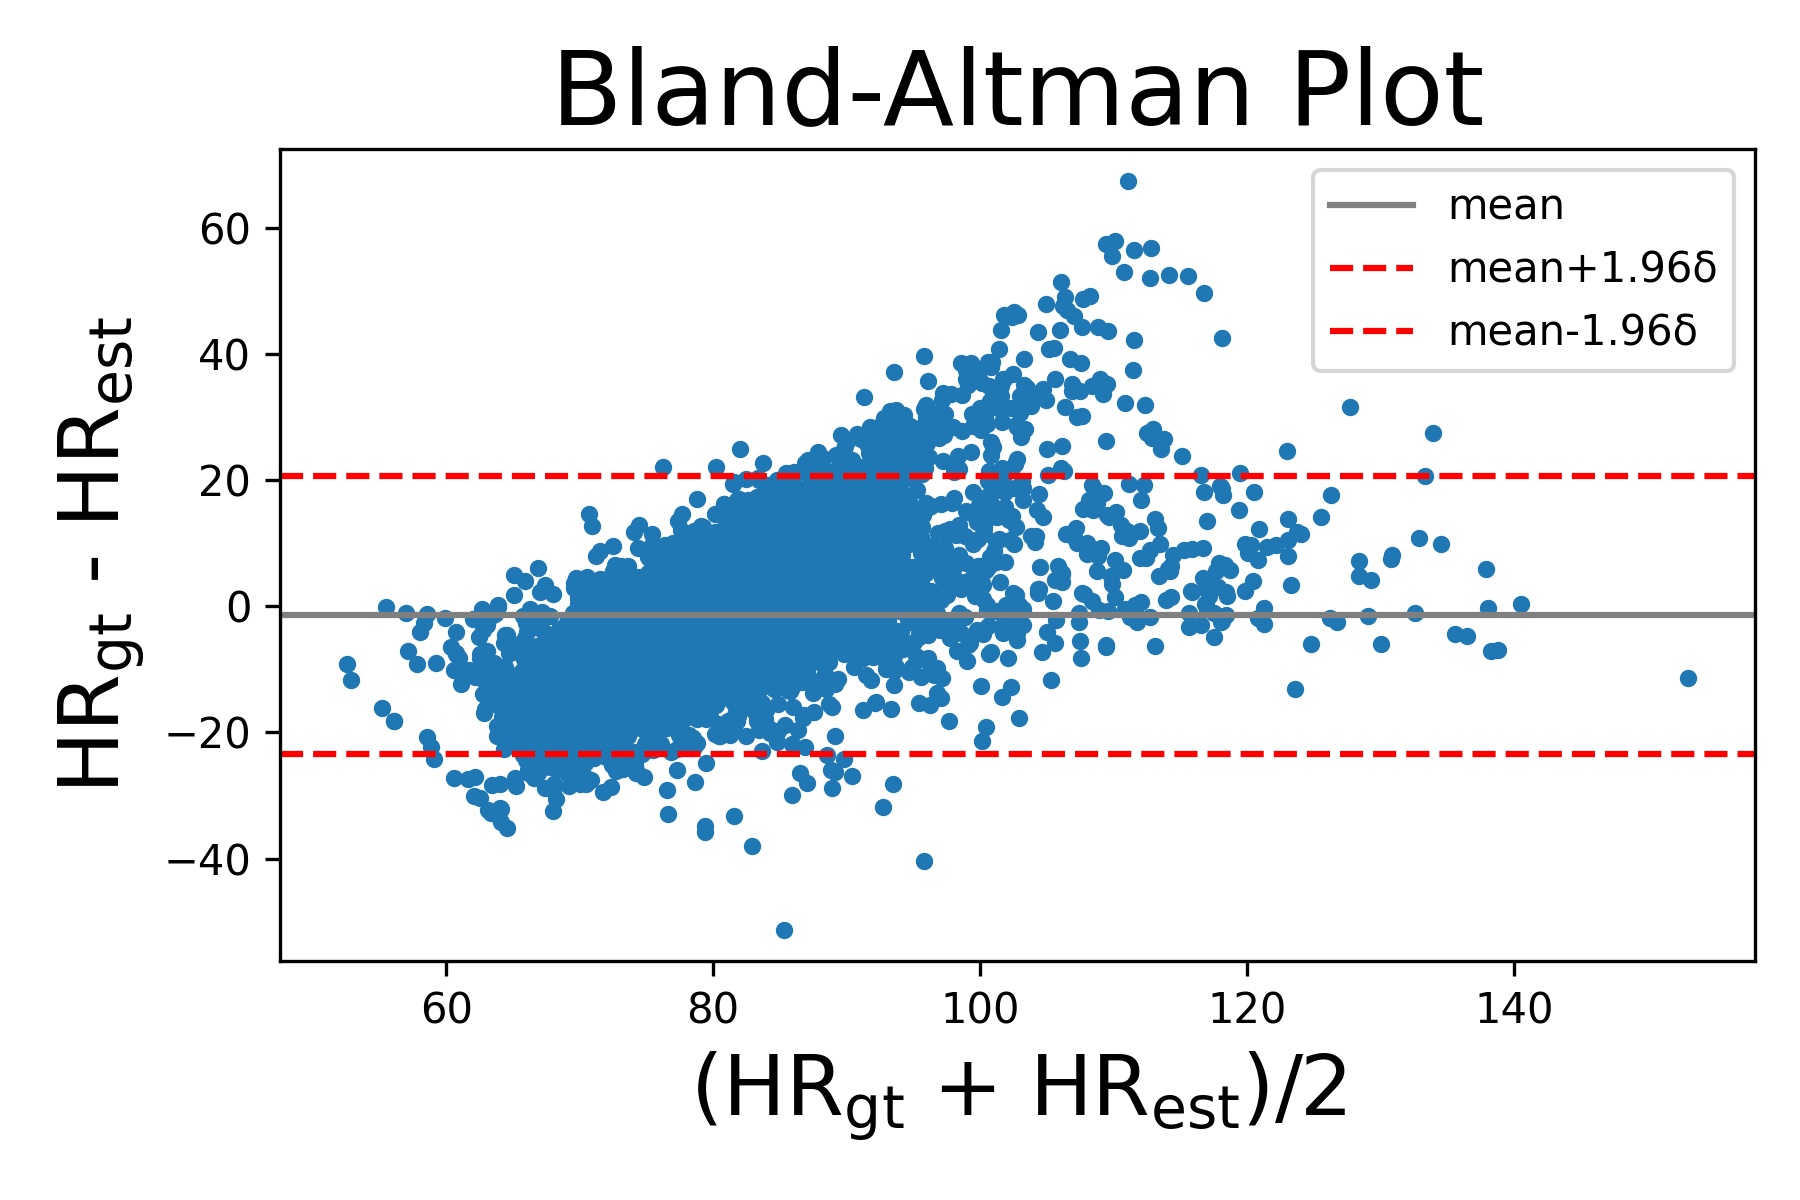 Bland-Altman Plot
mean
mean+1.96δ
mean-1.96δ
60
40
20
0
−20
−40
HRgt - HRest
60
80
100
120
140
(HRgt + HRest)/2